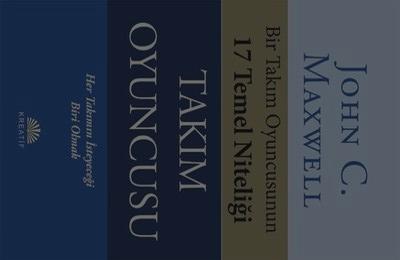 JOHN C.
MAXWELL
Bir Takım Oyuncusunun
17 Temel Niteliği
TAKIM
OYUNCUSU
Her Takımın İsteyeceği
Biri Olmak
KREATİF